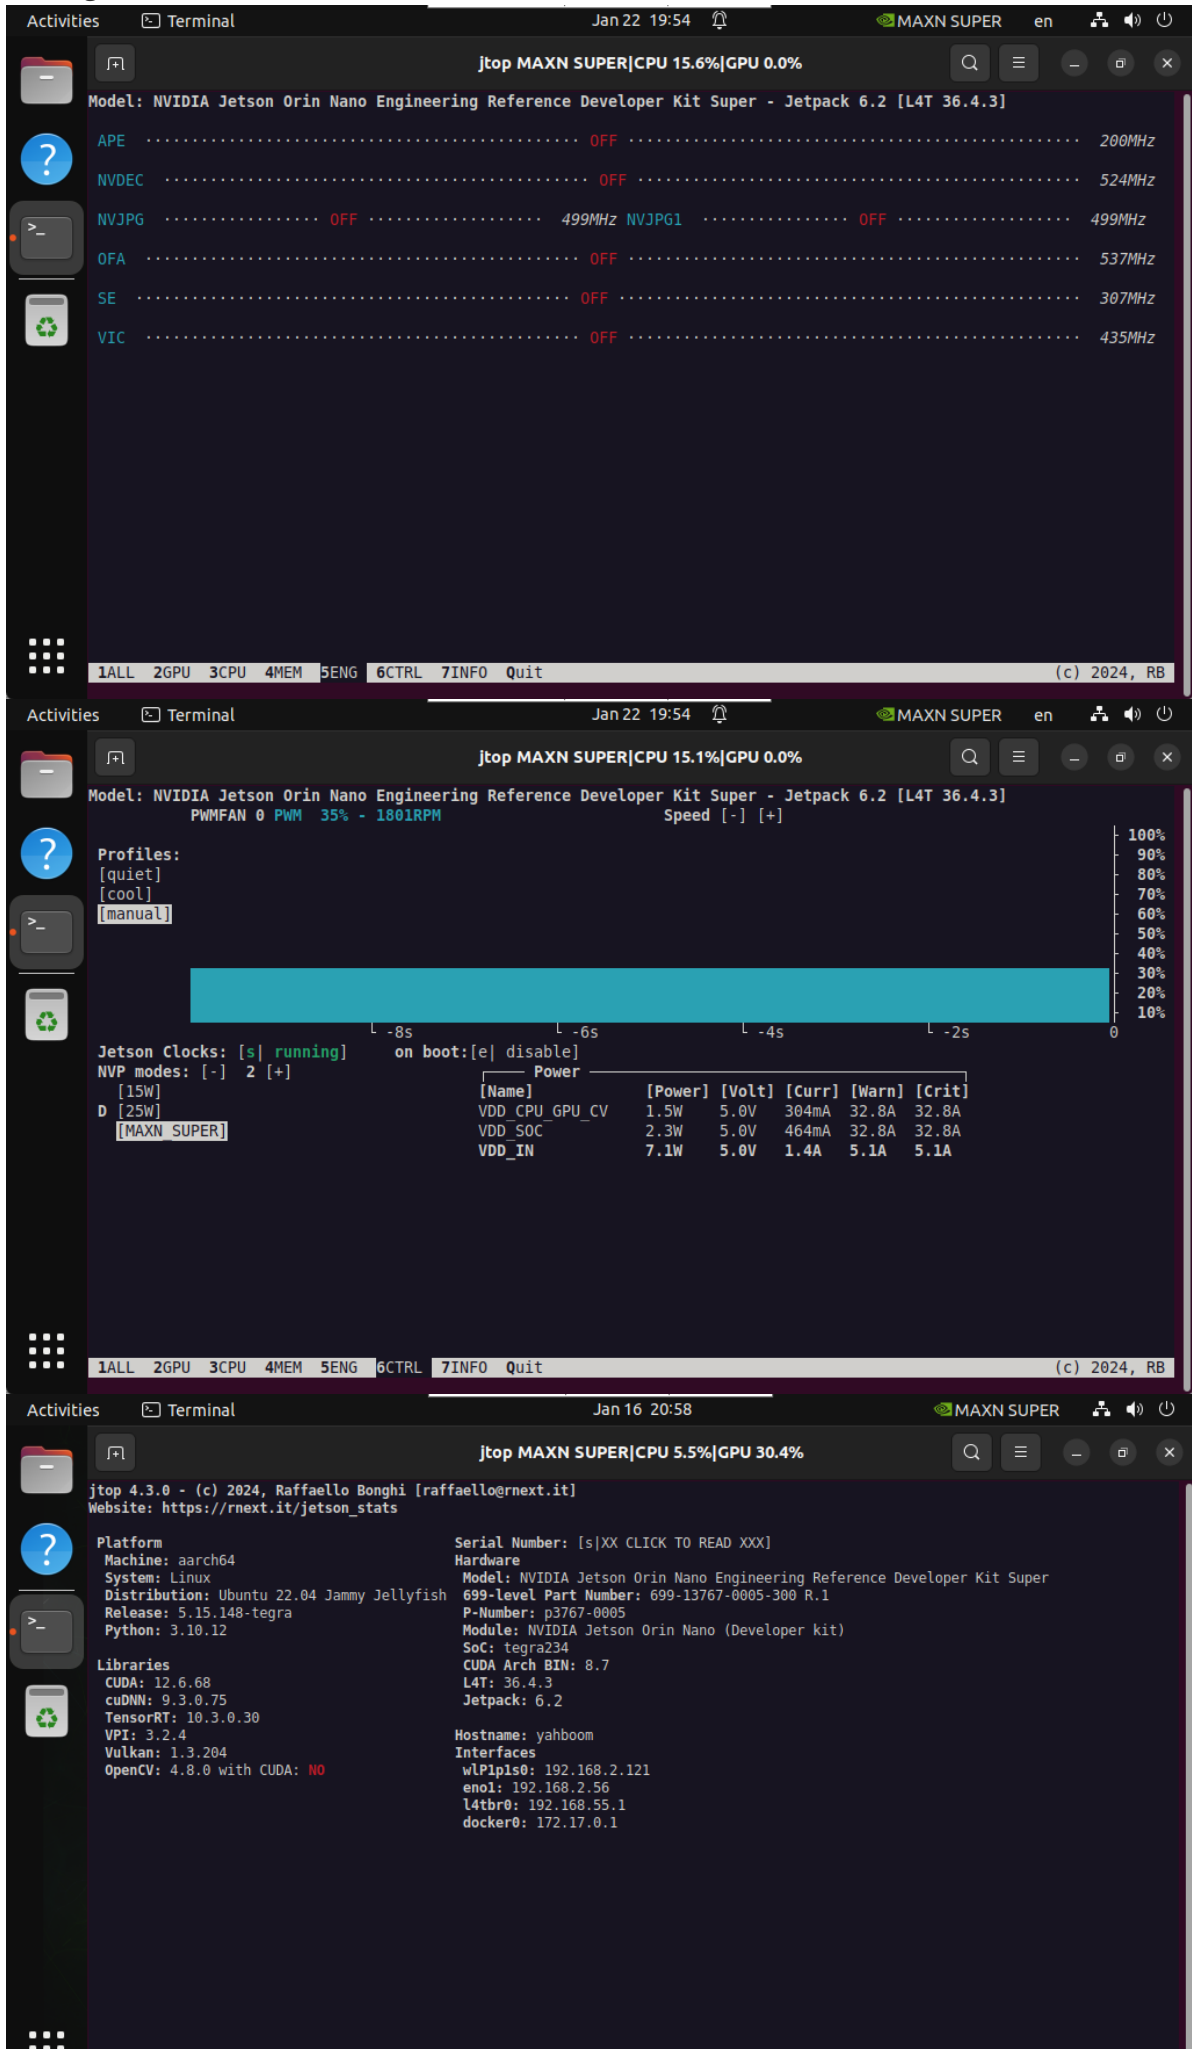 Activities Terminal Jan 22 19:54 MAXN SUPER en
jtop MAXN SUPER|CPU 15.6%|GPU 0.0%
Model: NVIDIA Jetson Orin Nano Engineering Reference Developer Kit Super - Jetpack 6.2 [L4T 36.4.3]
APE OFF 200MHz
NVDEC OFF 524MHz
NVJPG OFF 499MHz NVJPG1 OFF 499MHz
OFA OFF 537MHz
SE OFF 307MHz
VIC OFF 435MHz
1ALL 2GPU 3CPU 4MEM 5ENG 6CTRL 7INFO Quit (c) 2024, RB
Activities Terminal Jan 22 19:54 MAXN SUPER en
jtop MAXN SUPER|CPU 15.1%|GPU 0.0%
Model: NVIDIA Jetson Orin Nano Engineering Reference Developer Kit Super - Jetpack 6.2 [L4T 36.4.3]
PWMFAN 0 PWM 35% - 1801RPM Speed [-] [+]
100%
Profiles: 90%
[quiet] 80%
[cool] 70%
[manual] 60%
50%
40%
30%
20%
10%
-8s -6s -4s -2s 0
Jetson Clocks: [s| running] on boot:[e| disable]
NVP modes: [-] 2 [+] Power
[15W] [Name] [Power] [Volt] [Curr] [Warn] [Crit]
D [25W] VDD_CPU_GPU_CV 1.5W 5.0V 304mA 32.8A 32.8A
[MAXN_SUPER] VDD_SOC 2.3W 5.0V 464mA 32.8A 32.8A
VDD_IN 7.1W 5.0V 1.4A 5.1A 5.1A
1ALL 2GPU 3CPU 4MEM 5ENG 6CTRL 7INFO Quit (c) 2024, RB
Activities Terminal Jan 16 20:58 MAXN SUPER
jtop MAXN SUPER|CPU 5.5%|GPU 30.4%
jtop 4.3.0 - (c) 2024, Raffaello Bonghi [raffaello@rnext.it]
Website: https://rnext.it/jetson_stats
Platform Serial Number: [s|XX CLICK TO READ XXX]
Machine: aarch64 Hardware
System: Linux Model: NVIDIA Jetson Orin Nano Engineering Reference Developer Kit Super
Distribution: Ubuntu 22.04 Jammy Jellyfish 699-level Part Number: 699-13767-0005-300 R.1
Release: 5.15.148-tegra P-Number: p3767-0005
Python: 3.10.12 Module: NVIDIA Jetson Orin Nano (Developer kit)
SoC: tegra234
Libraries CUDA Arch BIN: 8.7
CUDA: 12.6.68 L4T: 36.4.3
cuDNN: 9.3.0.75 Jetpack: 6.2
TensorRT: 10.3.0.30
VPI: 3.2.4 Hostname: yahboom
Vulkan: 1.3.204 Interfaces
OpenCV: 4.8.0 with CUDA: NO wlP1p1s0: 192.168.2.121
eno1: 192.168.2.56
l4tbr0: 192.168.55.1
docker0: 172.17.0.1